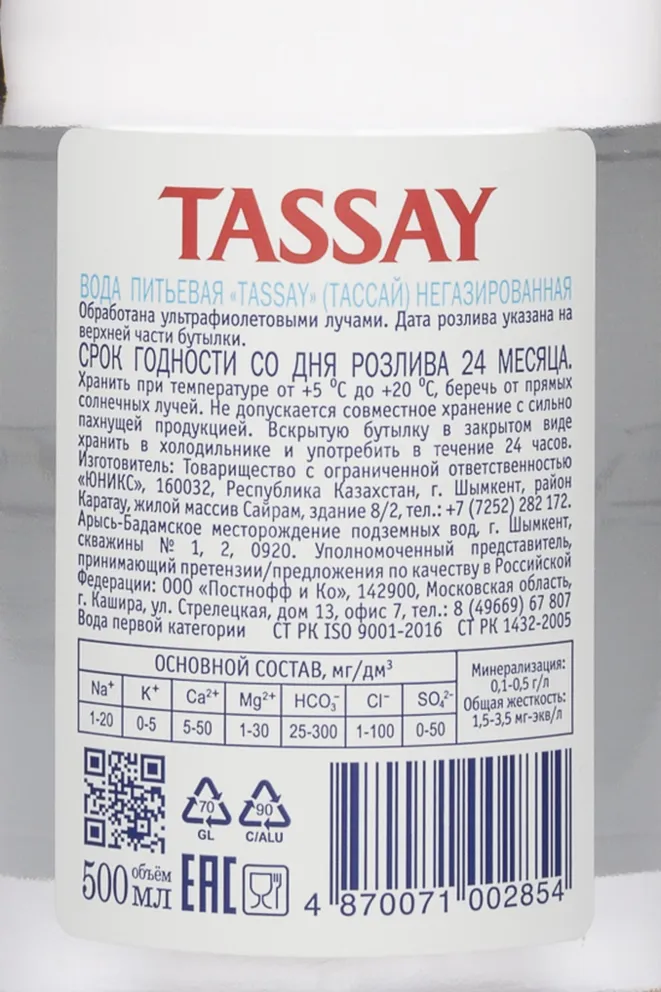 TASSAY
ВОДА ПИТЬЕВАЯ «TASSAY» (ТАССАЙ) НЕГАЗИРОВАННАЯ
Обработана ультрафиолетовыми лучами. Дата розлива указана на
верхней части бутылки.
СРОК ГОДНОСТИ СО ДНЯ РОЗЛИВА 24 МЕСЯЦА.
Хранить при температуре от +5 °С до +20 °С, беречь от прямых
солнечных лучей. Не допускается совместное хранение с сильно
пахнущей продукцией. Вскрытую бутылку в закрытом виде
хранить в холодильнике и употребить в течение 24 часов.
Изготовитель: Товарищество с ограниченной ответственностью
«ЮНИКС», 160032, Республика Казахстан, г. Шымкент, район
Каратау, жилой массив Сайрам, здание 8/2, тел.: +7 (7252) 282 172.
Арысь-Бадамское месторождение подземных вод, г. Шымкент,
скважины № 1, 2, 0920. Уполномоченный представитель,
принимающий претензии/предложения по качеству в Российской
Федерации: ООО «Постнофф и Ко», 142900, Московская область,
г. Кашира, ул. Стрелецкая, дом 13, офис 7, тел.: 8 (49669) 67 807
Вода первой категории СТ РК ISO 9001-2016 СТ РК 1432-2005
ОСНОВНОЙ СОСТАВ, мг/дм³
Na⁺ K⁺ Ca²⁺ Mg²⁺ HCO₃⁻ Cl⁻ SO₄²⁻
1-20 0-5 5-50 1-30 25-300 1-100 0-50
Минерализация:
0,1-0,5 г/л
Общая жесткость:
1,5-3,5 мг-экв/л
70 90
GL C/ALU
объём
500 мл EAC
4 870071 002854